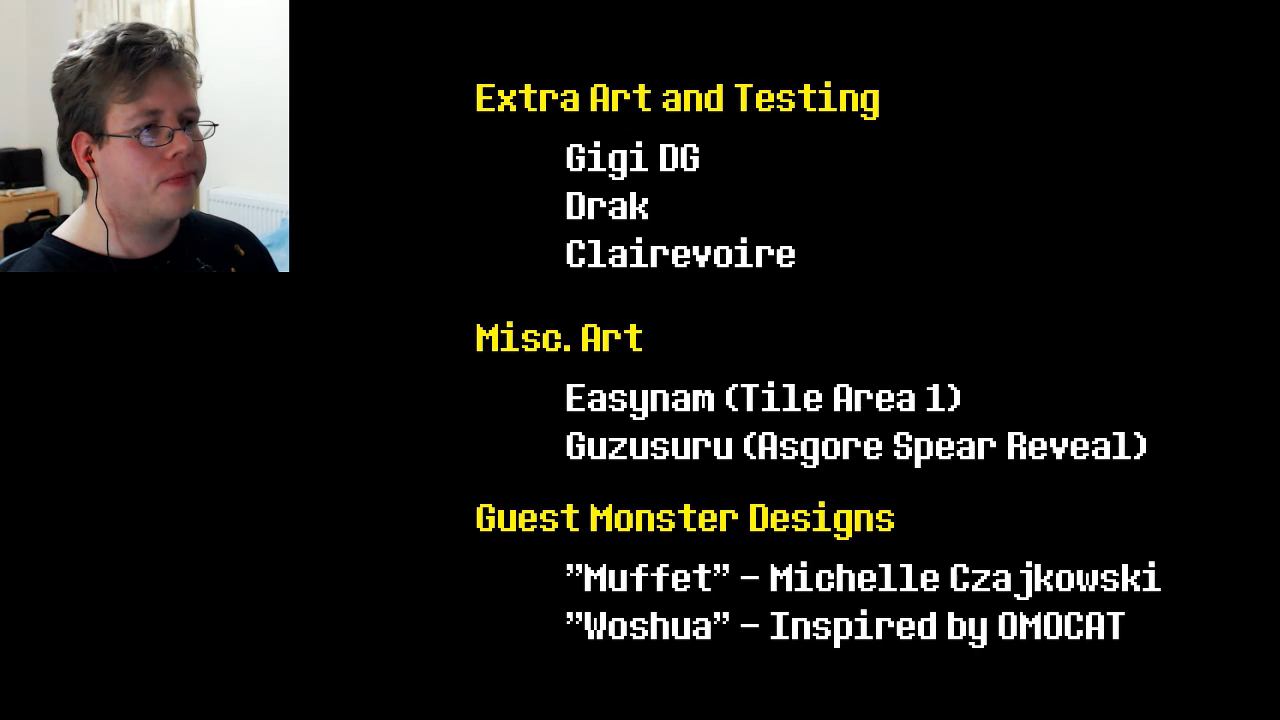 Extra Art and Testing
Gigi DG
Drak
Clairevoire
Misc. Art
Easynam (Tile Area 1)
Guzusuru (Asgore Spear Reveal)
Guest Monster Designs
”Muffet” - Michelle Czajkowski
”Woshua” - Inspired by OMOCAT